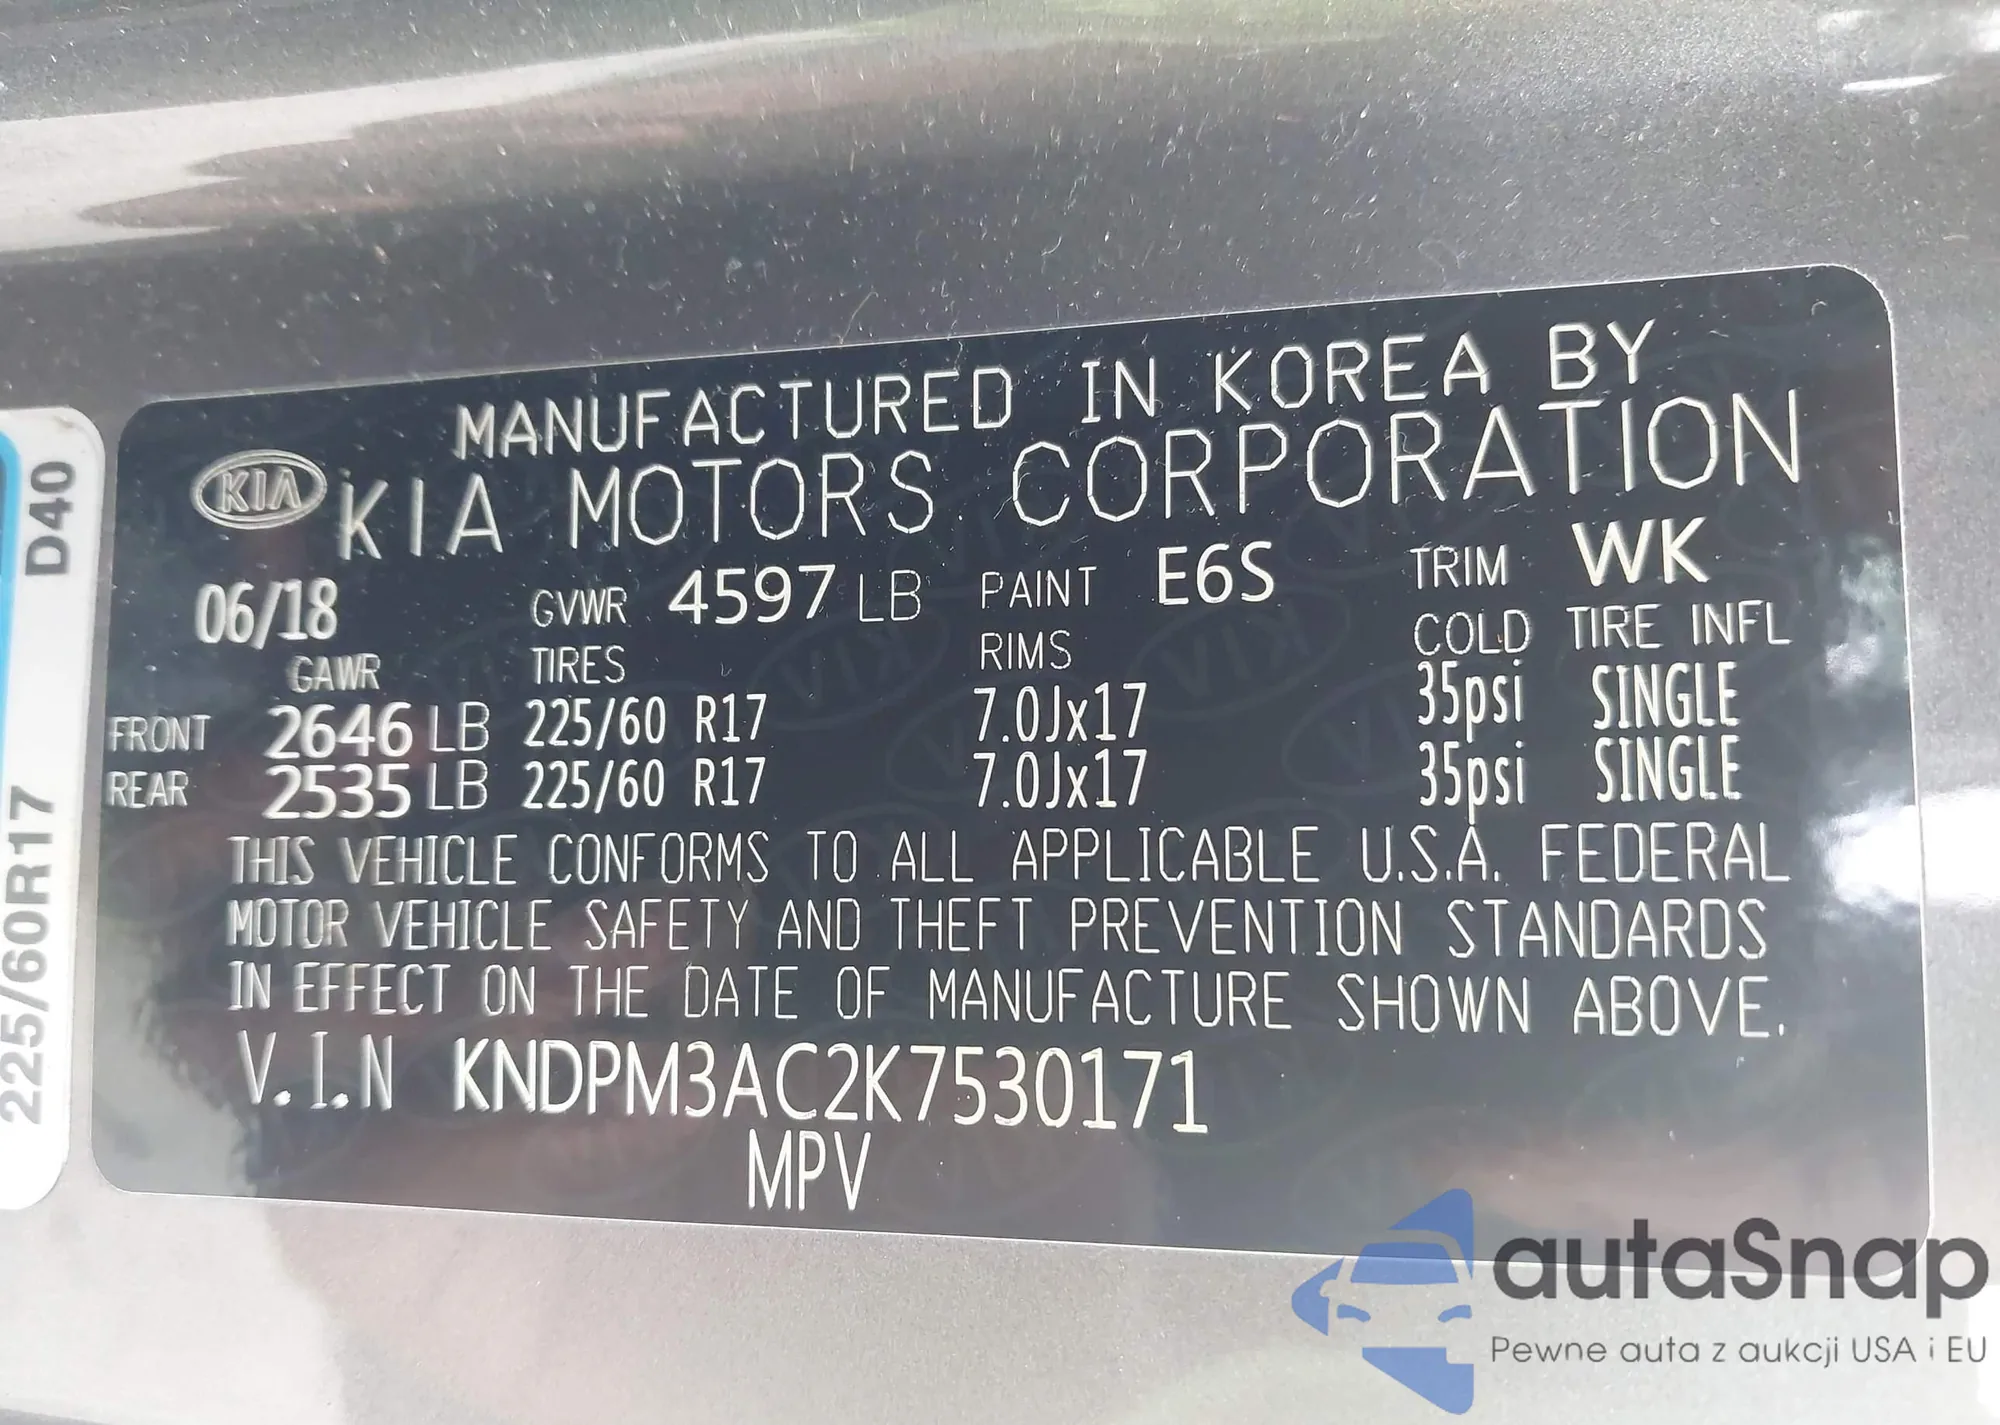 MANUFACTURED IN KOREA BY
KIA KIA MOTORS CORPORATION
06/18 GVWR 4597 LB PAINT E6S TRIM WK
GAWR TIRES RIMS COLD TIRE INFL
FRONT 2646 LB 225/60 R17 7.0Jx17 35psi SINGLE
REAR 2535 LB 225/60 R17 7.0Jx17 35psi SINGLE
THIS VEHICLE CONFORMS TO ALL APPLICABLE U.S.A. FEDERAL
MOTOR VEHICLE SAFETY AND THEFT PREVENTION STANDARDS
IN EFFECT ON THE DATE OF MANUFACTURE SHOWN ABOVE.
V.I.N KNDPM3AC2K7530171
MPV
225/60R17 D40
autaSnap
Pewne auta z aukcji USA i EU